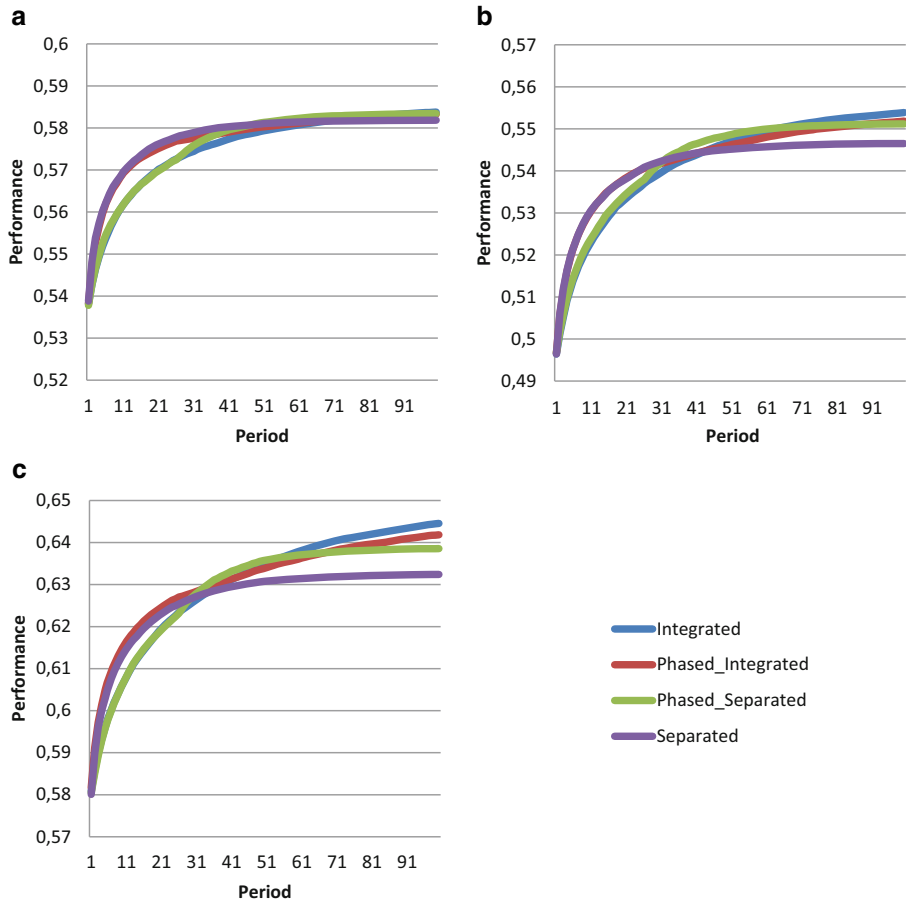 a
0,6
0,59
0,58
0,57
0,56
0,55
0,54
0,53
0,52
Performance
1 11 21 31 41 51 61 71 81 91
Period
b
0,57
0,56
0,55
0,54
0,53
0,52
0,51
0,5
0,49
Performance
1 11 21 31 41 51 61 71 81 91
Period
c
0,65
0,64
0,63
0,62
0,61
0,6
0,59
0,58
0,57
Performance
1 11 21 31 41 51 61 71 81 91
Period
Integrated
Phased_Integrated
Phased_Separated
Separated